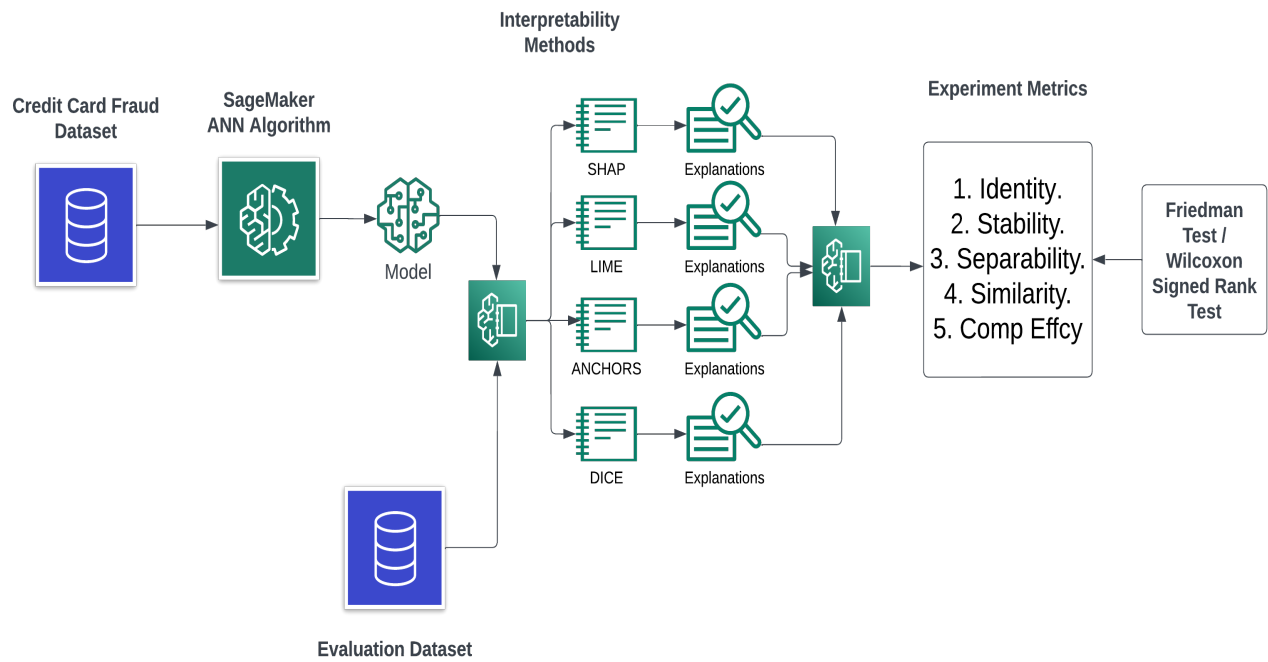 Interpretability
Methods
Credit Card Fraud
Dataset
SageMaker
ANN Algorithm
Model
SHAP
Explanations
LIME
Explanations
ANCHORS
Explanations
DICE
Explanations
Evaluation Dataset
Experiment Metrics
1. Identity.
2. Stability.
3. Separability.
4. Similarity.
5. Comp Effcy
Friedman
Test /
Wilcoxon
Signed Rank
Test